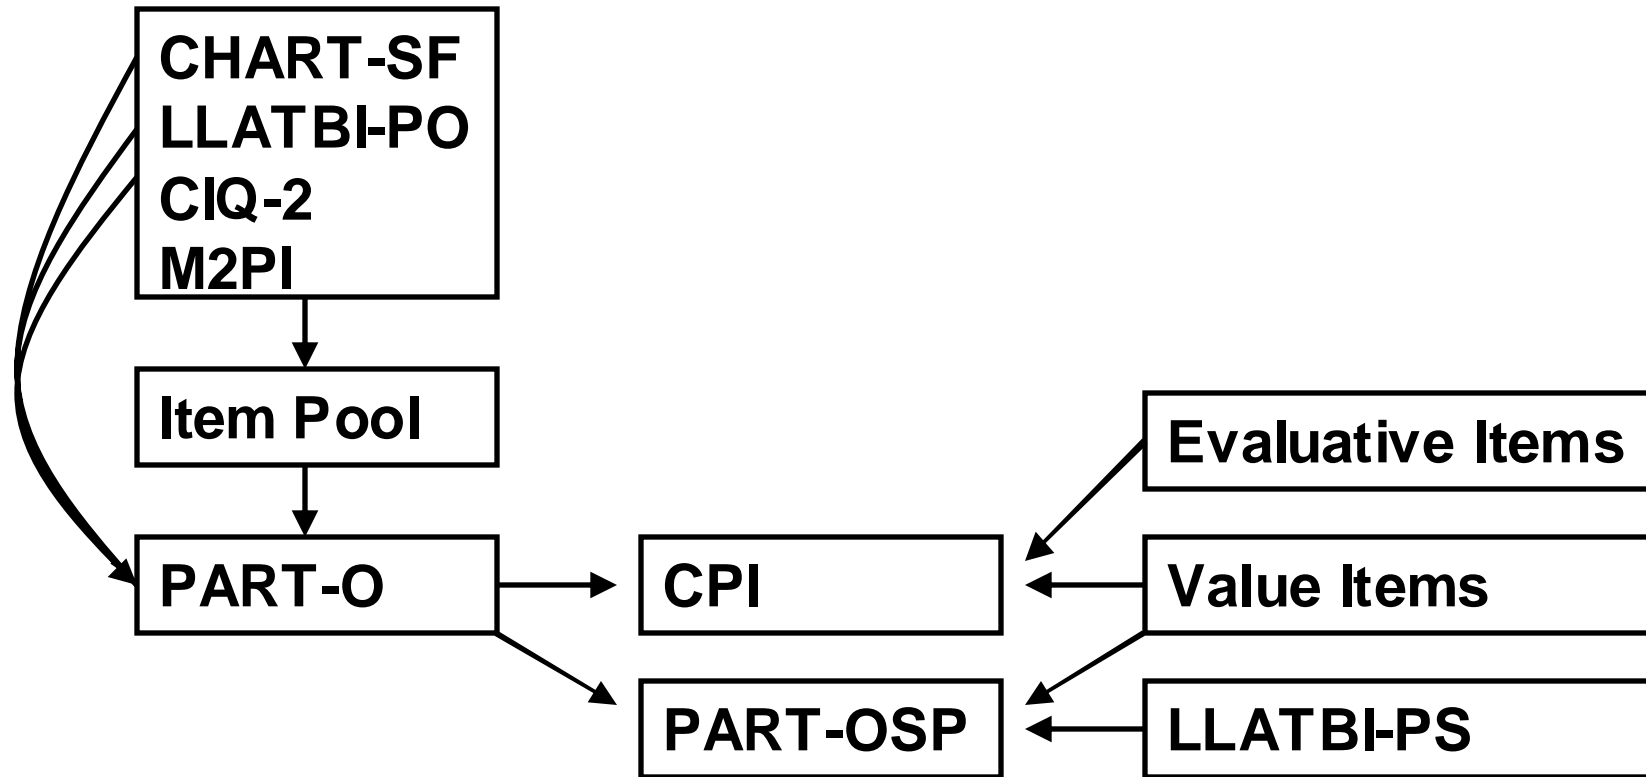 CHART-SF
LLATBI-PO
CIQ-2
M2PI
Item Pool
Evaluative Items
PART-O
CPI
Value Items
PART-OSP
LLATBI-PS